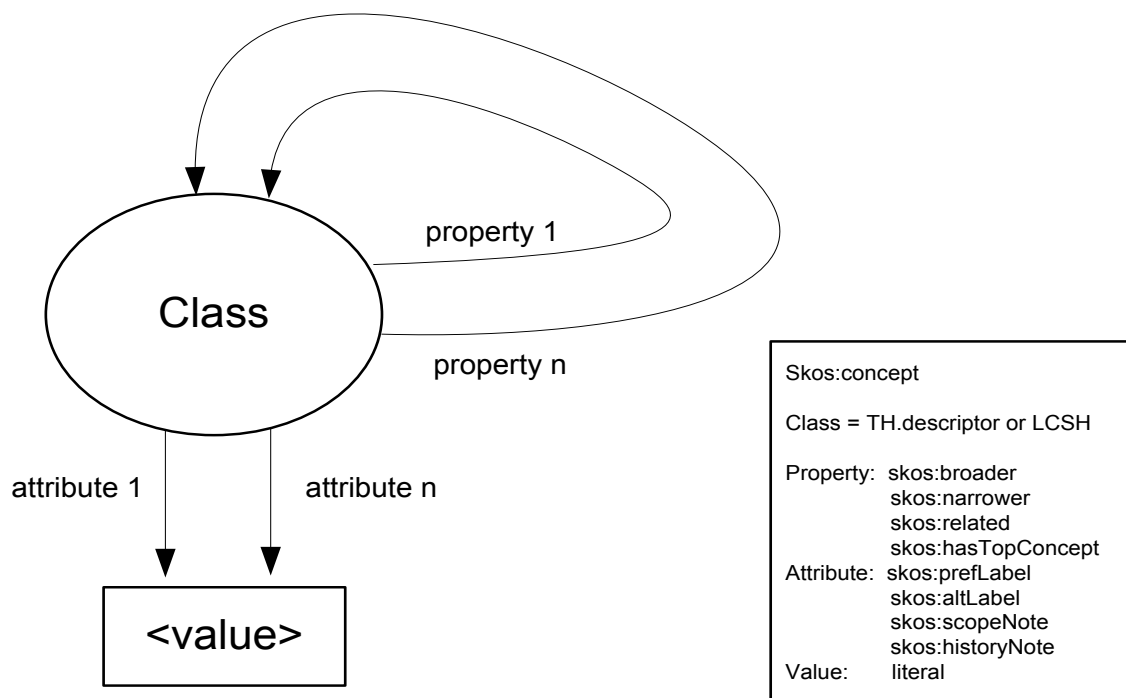 property 1
Class
property n
attribute 1
attribute n
<value>
Skos:concept
Class = TH.descriptor or LCSH
Property: skos:broader
skos:narrower
skos:related
skos:hasTopConcept
Attribute: skos:prefLabel
skos:altLabel
skos:scopeNote
skos:historyNote
Value: literal